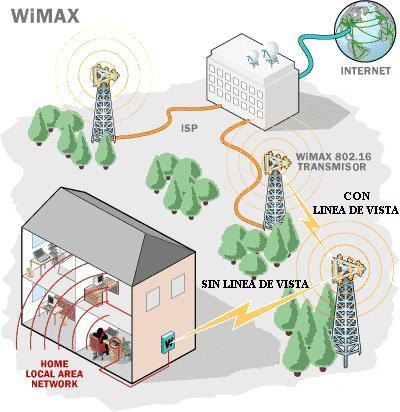 WiMAX
INTERNET
ISP
WiMAX 802.16
TRANSMISOR
CON
LINEA DE VISTA
SIN LINEA DE VISTA
HOME
LOCAL AREA
NETWORK